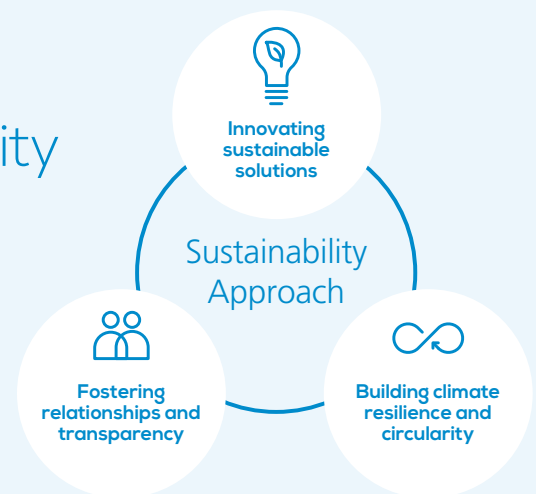 ity
Innovating
sustainable
solutions
Sustainability
Approach
Fostering
relationships and
transparency
Building climate
resilience and
circularity